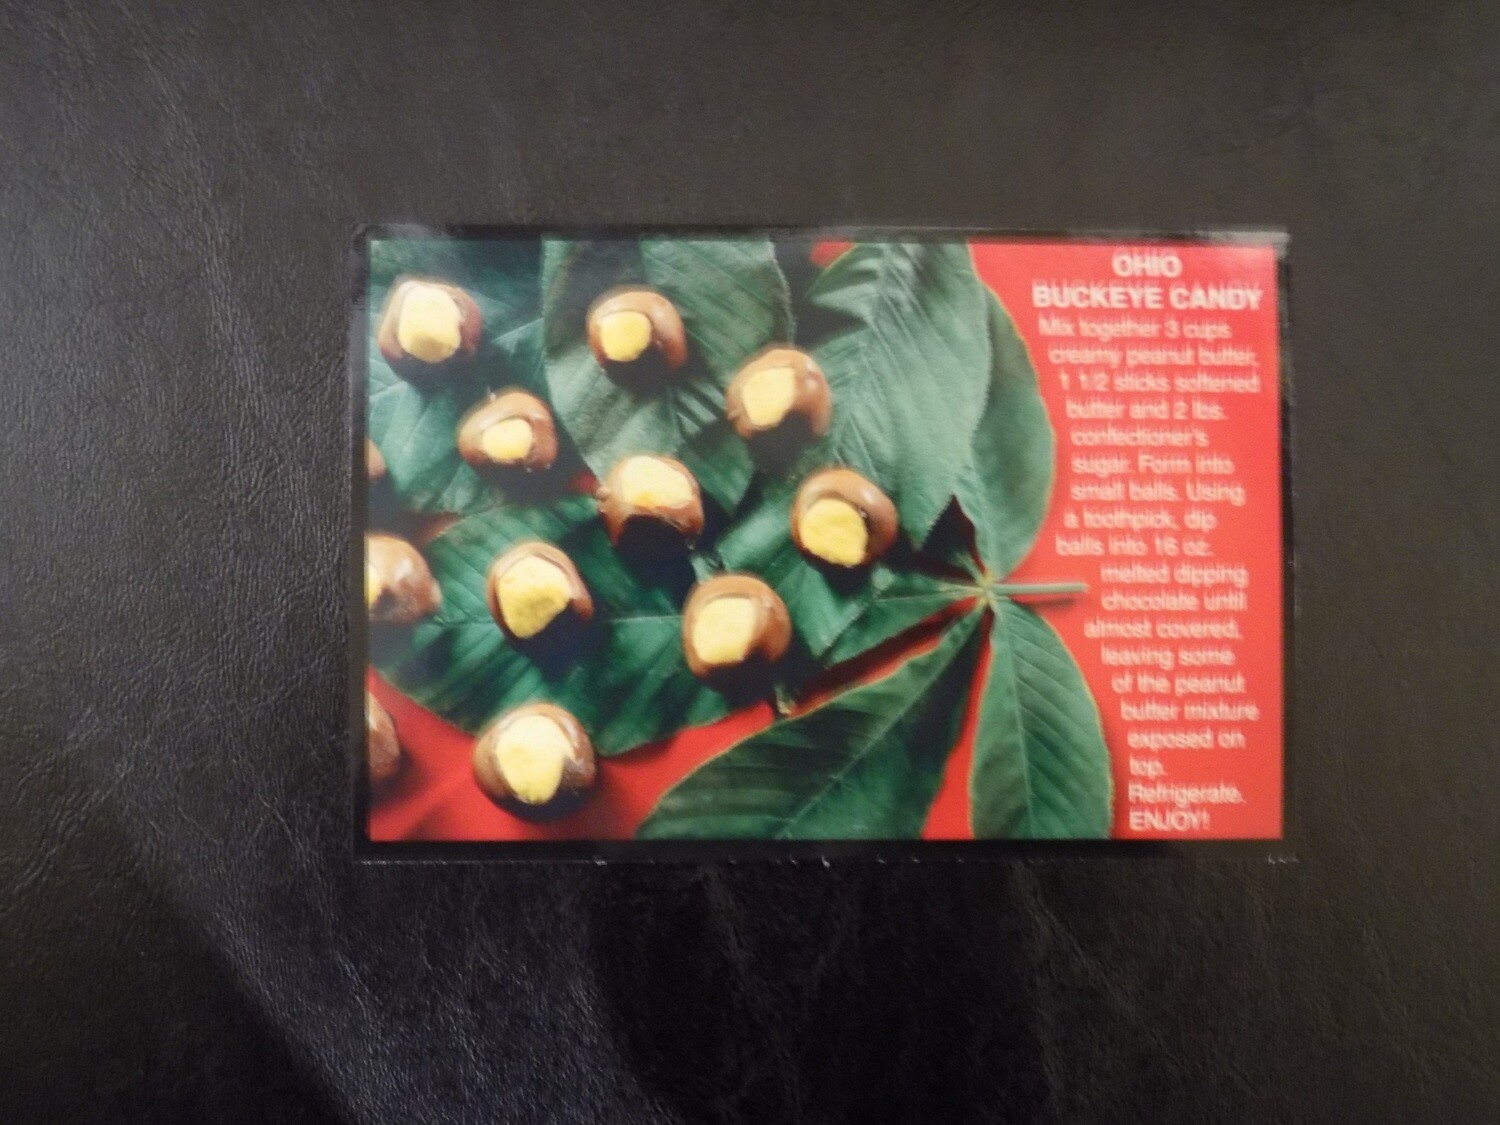 OHIO
BUCKEYE CANDY
Mix together 3 cups
creamy peanut butter,
1 1/2 sticks softened
butter and 2 lbs.
confectioner's
sugar. Form into
small balls. Using
a toothpick, dip
balls into 16 oz.
melted dipping
chocolate until
almost covered,
leaving some
of the peanut
butter mixture
exposed on
top.
Refrigerate.
ENJOY!